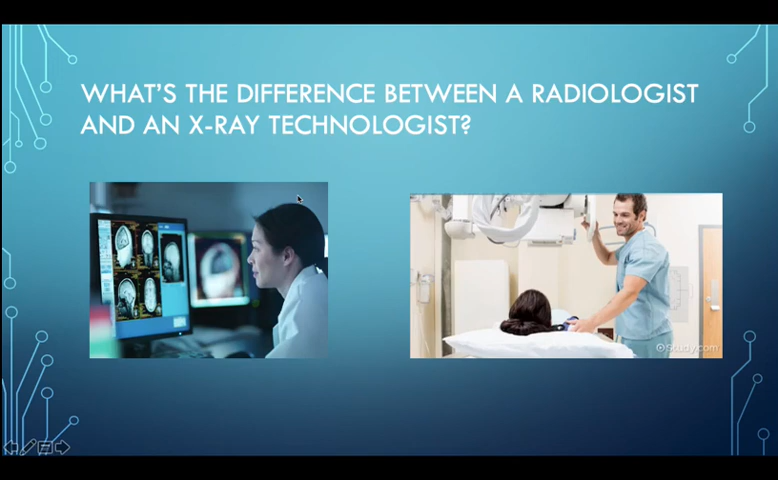 WHAT'S THE DIFFERENCE BETWEEN A RADIOLOGIST
AND AN X-RAY TECHNOLOGIST?
Study.com